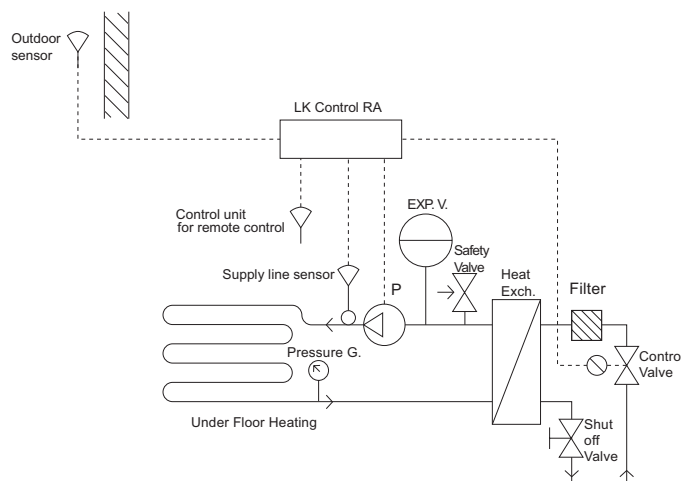 Outdoor
sensor
LK Control RA
Control unit
for remote control
EXP. V.
Safety
Valve
Supply line sensor
P
Heat
Exch.
Filter
Pressure G.
Contro
Valve
Under Floor Heating
Shut
off
Valve